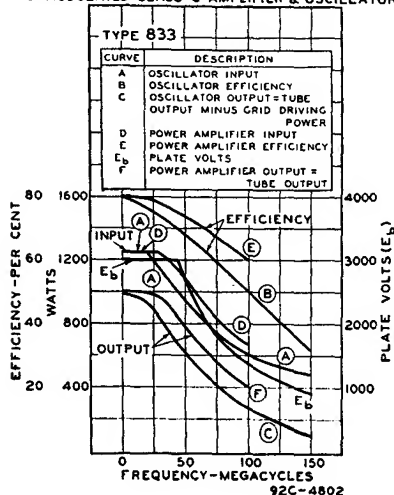 TYPE 833
CURVE DESCRIPTION
A OSCILLATOR INPUT
B OSCILLATOR EFFICIENCY
C OSCILLATOR OUTPUT = TUBE
OUTPUT MINUS GRID DRIVING
POWER
D POWER AMPLIFIER INPUT
E POWER AMPLIFIER EFFICIENCY
Eb PLATE VOLTS
F POWER AMPLIFIER OUTPUT =
TUBE OUTPUT
EFFICIENCY-PER CENT
WATTS
PLATE VOLTS (Eb)
80 1600 4000
A EFFICIENCY
INPUT A D E
60 1200 3000
Eb
A B
40 800 2000
D
A
OUTPUT Eb
20 400 F 1000
C
0 50 100 150
FREQUENCY-MEGACYCLES
92C-4802